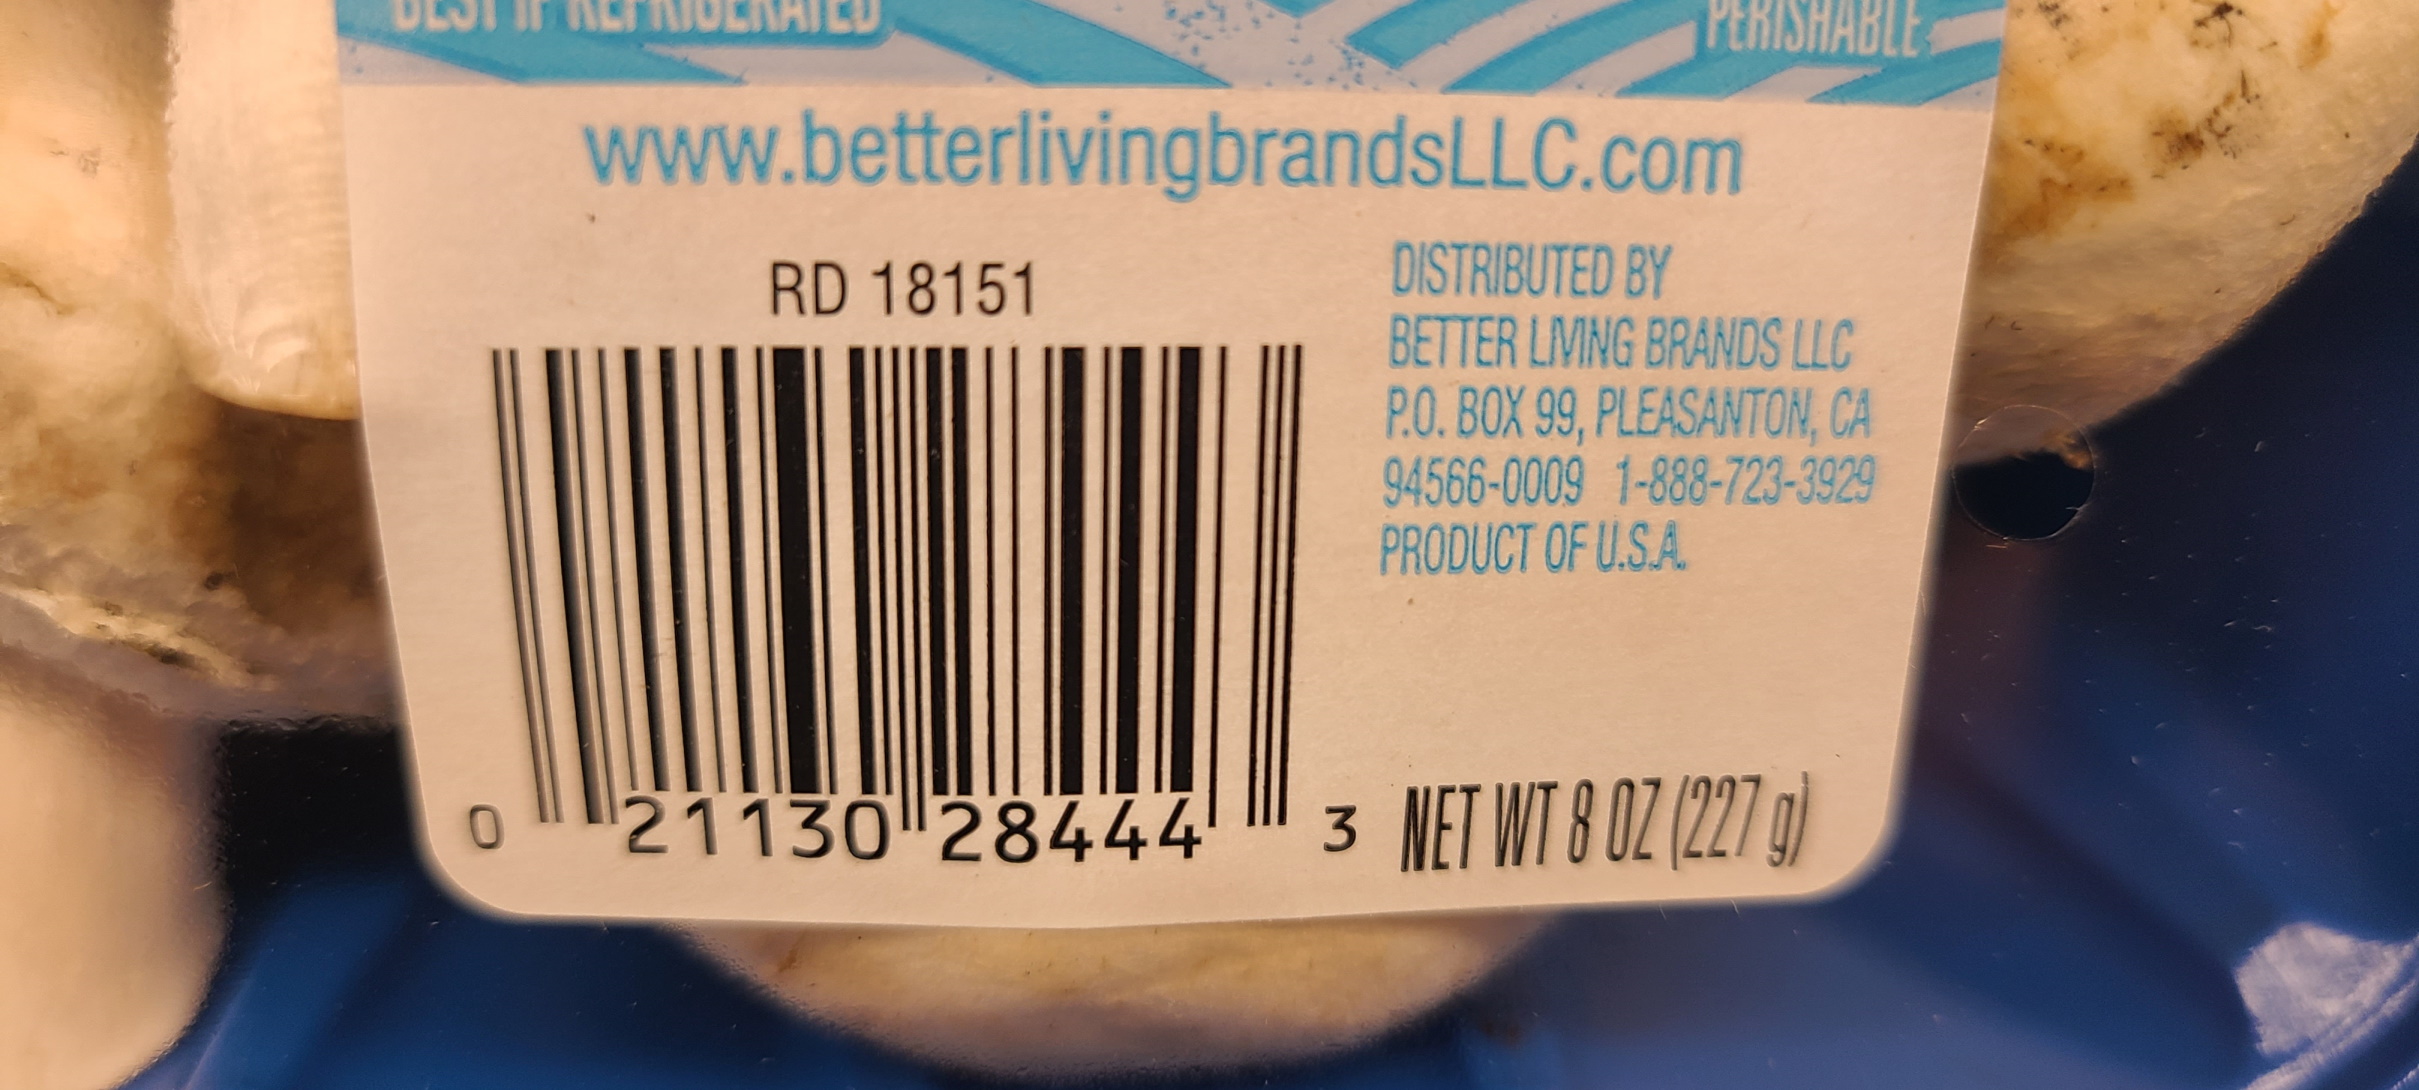 BEST IF REFRIGERATED
PERISHABLE
www.betterlivingbrandsLLC.com
RD 18151
DISTRIBUTED BY
BETTER LIVING BRANDS LLC
P.O. BOX 99, PLEASANTON, CA
94566-0009 1-888-723-3929
PRODUCT OF U.S.A.
0 21130 28444 3
NET WT 8 OZ (227 g)